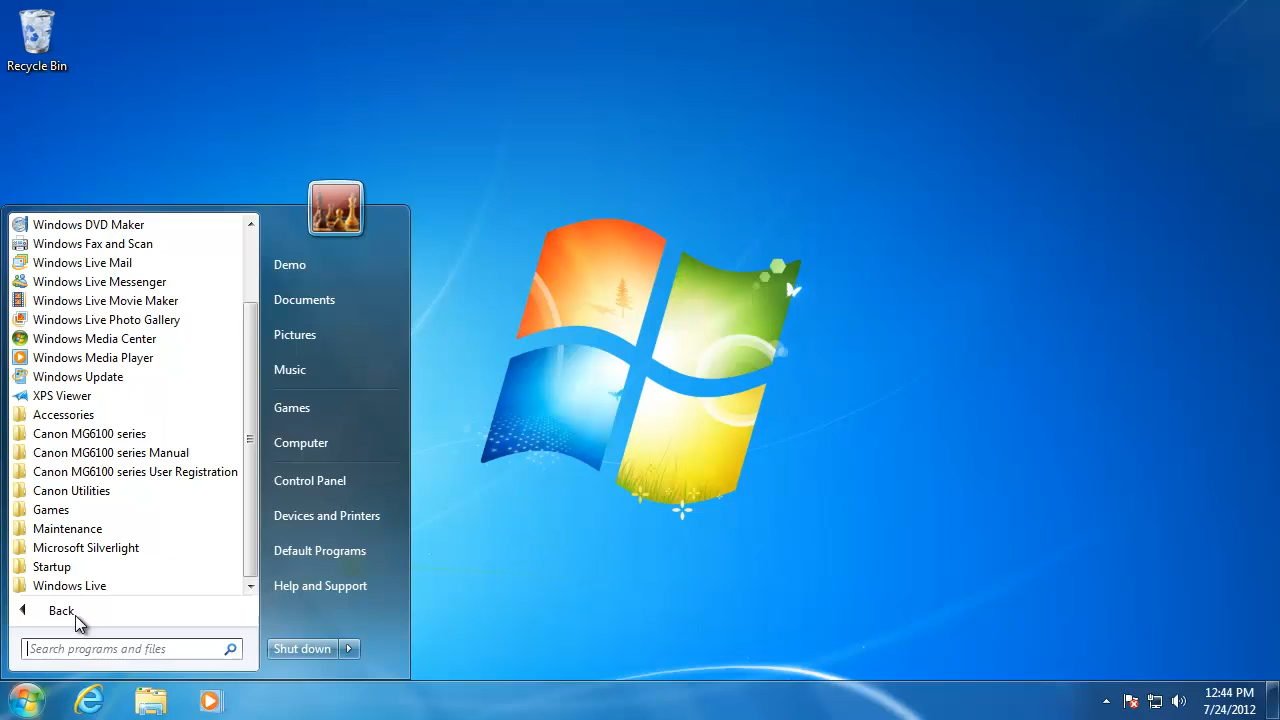 Recycle Bin
Windows DVD Maker
Windows Fax and Scan
Windows Live Mail
Windows Live Messenger
Windows Live Movie Maker
Windows Live Photo Gallery
Windows Media Center
Windows Media Player
Windows Update
XPS Viewer
Accessories
Canon MG6100 series
Canon MG6100 series Manual
Canon MG6100 series User Registration
Canon Utilities
Games
Maintenance
Microsoft Silverlight
Startup
Windows Live
Back
Search programs and files
Demo
Documents
Pictures
Music
Games
Computer
Control Panel
Devices and Printers
Default Programs
Help and Support
Shut down
12:44 PM
7/24/2012